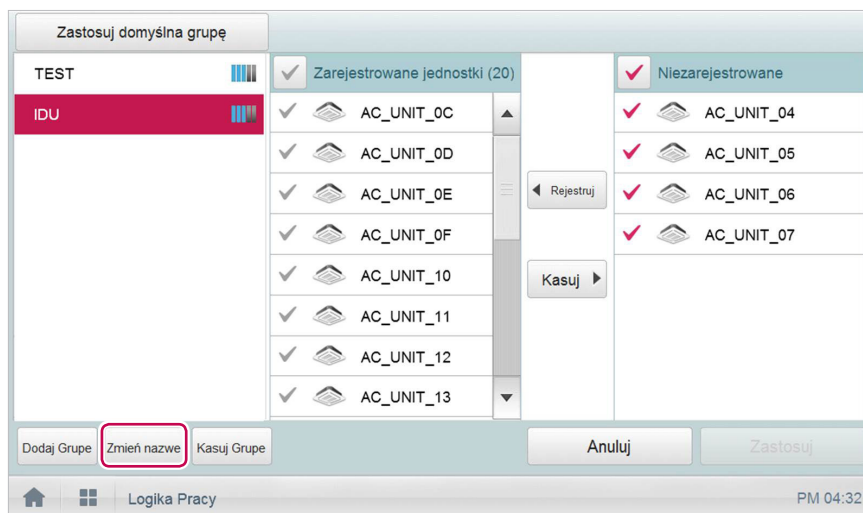 Zastosuj domyślna grupę
TEST
IDU
Zarejestrowane jednostki (20)
AC_UNIT_0C
AC_UNIT_0D
AC_UNIT_0E
AC_UNIT_0F
AC_UNIT_10
AC_UNIT_11
AC_UNIT_12
AC_UNIT_13
Rejestruj
Kasuj
Niezarejestrowane
AC_UNIT_04
AC_UNIT_05
AC_UNIT_06
AC_UNIT_07
Dodaj Grupe
Zmień nazwe
Kasuj Grupe
Anuluj
Zastosuj
Logika Pracy
PM 04:32